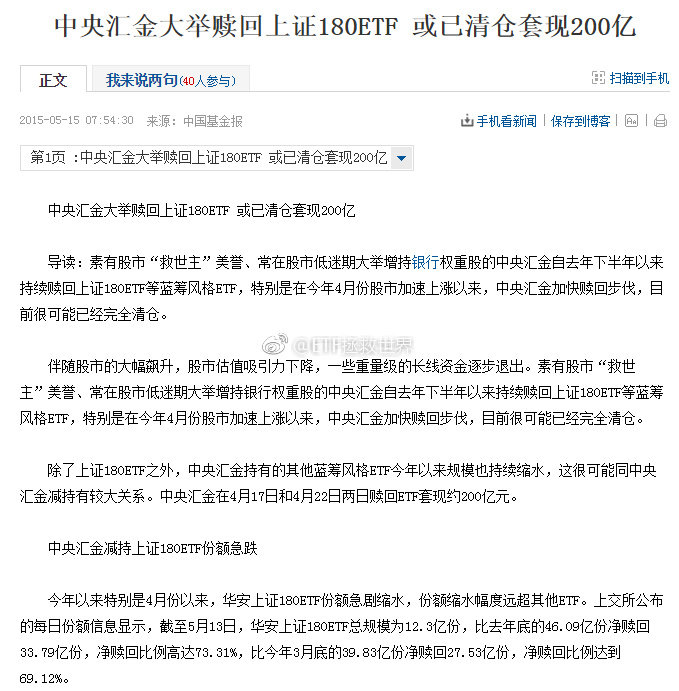 中央汇金大举赎回上证180ETF 或已清仓套现200亿
正文
我来说两句(40人参与)
扫描到手机
2015-05-15 07:54:30 来源：中国基金报
手机看新闻
保存到博客
第1页 :中央汇金大举赎回上证180ETF 或已清仓套现200亿
中央汇金大举赎回上证180ETF 或已清仓套现200亿
导读：素有股市“救世主”美誉、常在股市低迷期大举增持银行权重股的中央汇金自去年下半年以来
持续赎回上证180ETF等蓝筹风格ETF，特别是在今年4月份股市加速上涨以来，中央汇金加快赎回步伐，目
前很可能已经完全清仓。
@ETF拯救世界
伴随股市的大幅飙升，股市估值吸引力下降，一些重量级的长线资金逐步退出。素有股市“救世
主”美誉、常在股市低迷期大举增持银行权重股的中央汇金自去年下半年以来持续赎回上证180ETF等蓝筹
风格ETF，特别是在今年4月份股市加速上涨以来，中央汇金加快赎回步伐，目前很可能已经完全清仓。
除了上证180ETF之外，中央汇金持有的其他蓝筹风格ETF今年以来规模也持续缩水，这很可能同中央
汇金减持有较大关系。中央汇金在4月17日和4月22日两日赎回ETF套现约200亿元。
中央汇金减持上证180ETF份额急跌
今年以来特别是4月份以来，华安上证180ETF份额急剧缩水，份额缩水幅度远超其他ETF。上交所公布
的每日份额信息显示，截至5月13日，华安上证180ETF总规模为12.3亿份，比去年底的46.09亿份净赎回
33.79亿份，净赎回比例高达73.31%，比今年3月底的39.83亿份净赎回27.53亿份，净赎回比例达到
69.12%。